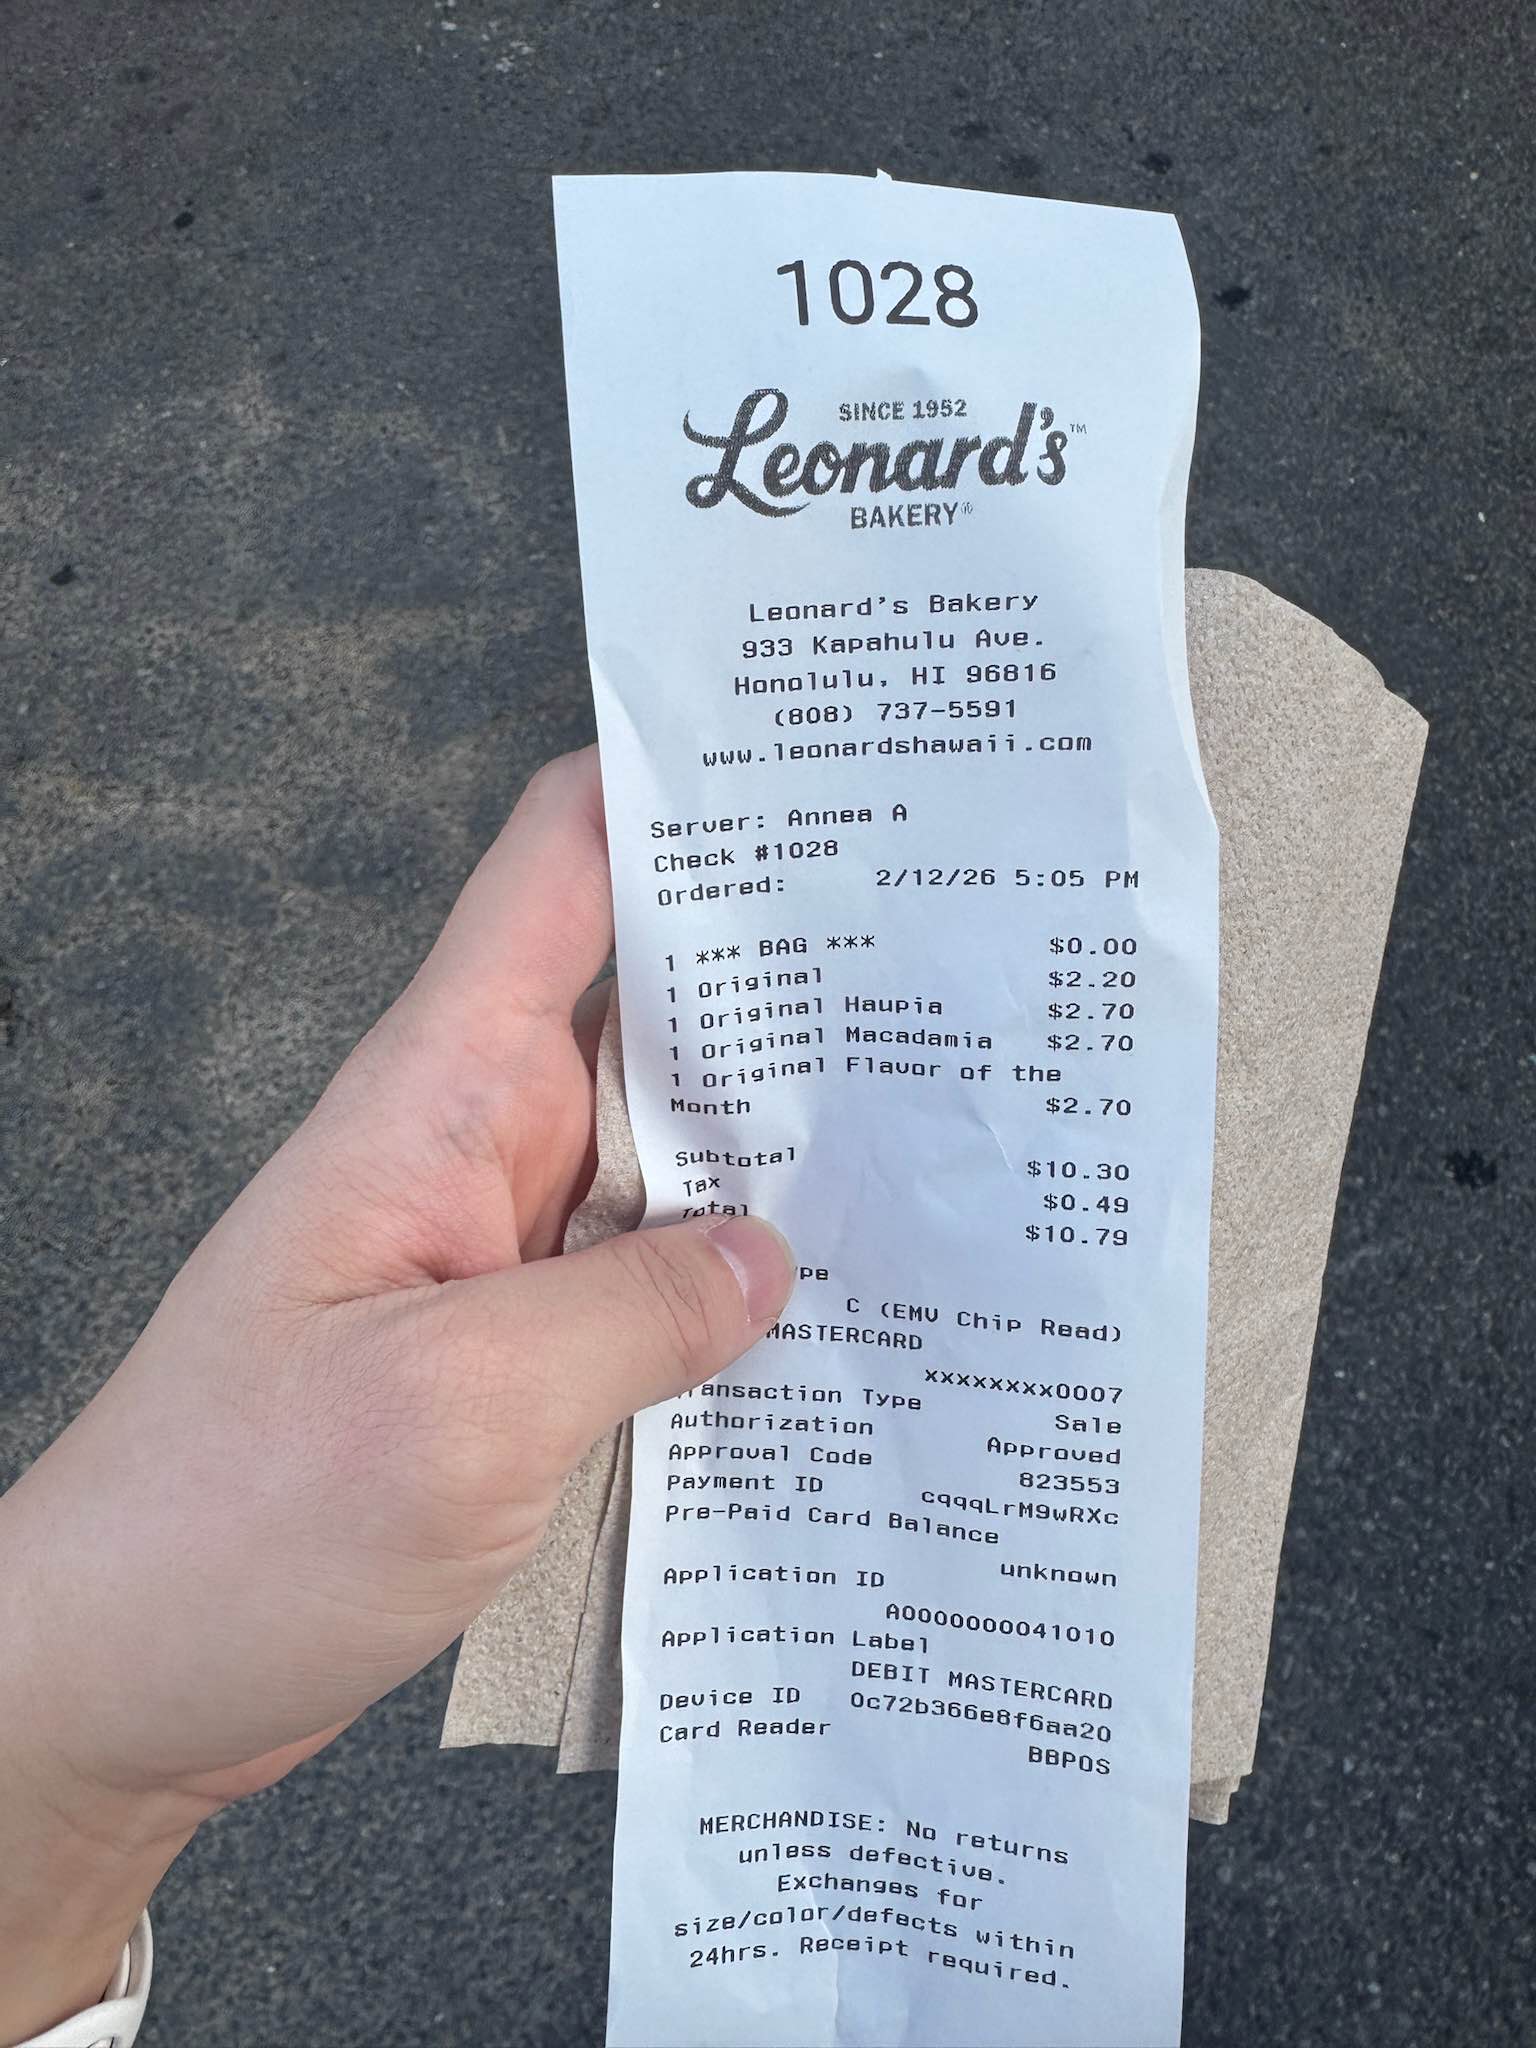 1028
SINCE 1952
Leonard's™
BAKERY®
Leonard's Bakery
933 Kapahulu Ave.
Honolulu, HI 96816
(808) 737-5591
www.leonardshawaii.com
Server: Annea A
Check #1028
Ordered: 2/12/26 5:05 PM
1 *** BAG *** $0.00
1 Original $2.20
1 Original Haupia $2.70
1 Original Macadamia $2.70
1 Original Flavor of the
Month $2.70
Subtotal $10.30
Tax $0.49
Total $10.79
pe
C (EMV Chip Read)
MASTERCARD
xxxxxxxx0007
Transaction Type Sale
Authorization Approved
Approval Code 823553
Payment ID cqqqLrM9wRXc
Pre-Paid Card Balance
unknown
Application ID
A0000000041010
Application Label
DEBIT MASTERCARD
Device ID 0c72b366e8f6aa20
Card Reader BBPOS
MERCHANDISE: No returns
unless defective.
Exchanges for
size/color/defects within
24hrs. Receipt required.